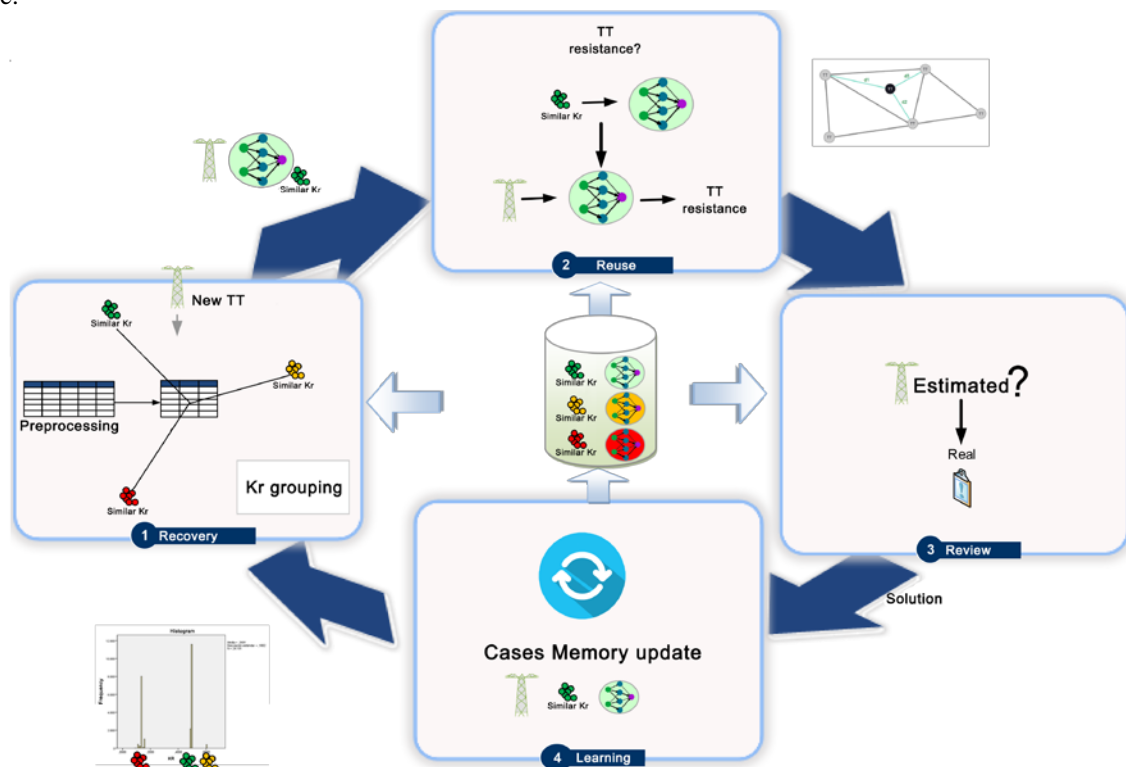 c.
TT
resistance?
Similar Kr
TT
resistance
2 Reuse
Similar Kr
New TT
Similar Kr
Similar Kr
Preprocessing
Similar Kr
Kr grouping
1 Recovery
Similar Kr
Similar Kr
Similar Kr
Estimated?
Real
3 Review
Solution
Cases Memory update
Similar Kr
4 Learning
Histogram
Frequency